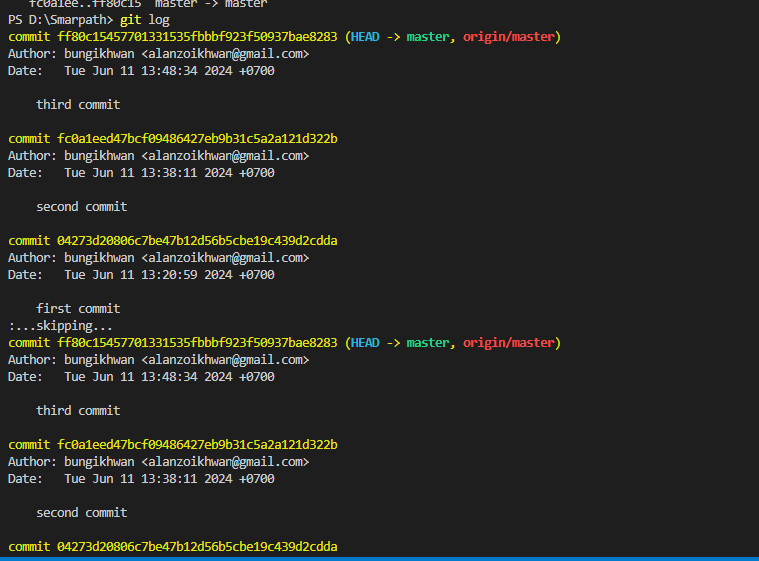 fc0a1ee..ff80c15  master -> master
PS D:\Smarpath> git log
commit ff80c15457701331535fbbbf923f50937bae8283 (HEAD -> master, origin/master)
Author: bungikhwan <alanzoikhwan@gmail.com>
Date:   Tue Jun 11 13:48:34 2024 +0700
    third commit
commit fc0a1eed47bcf09486427eb9b31c5a2a121d322b
Author: bungikhwan <alanzoikhwan@gmail.com>
Date:   Tue Jun 11 13:38:11 2024 +0700
    second commit
commit 04273d20806c7be47b12d56b5cbe19c439d2cdda
Author: bungikhwan <alanzoikhwan@gmail.com>
Date:   Tue Jun 11 13:20:59 2024 +0700
    first commit
:...skipping...
commit ff80c15457701331535fbbbf923f50937bae8283 (HEAD -> master, origin/master)
Author: bungikhwan <alanzoikhwan@gmail.com>
Date:   Tue Jun 11 13:48:34 2024 +0700
    third commit
commit fc0a1eed47bcf09486427eb9b31c5a2a121d322b
Author: bungikhwan <alanzoikhwan@gmail.com>
Date:   Tue Jun 11 13:38:11 2024 +0700
    second commit
commit 04273d20806c7be47b12d56b5cbe19c439d2cdda